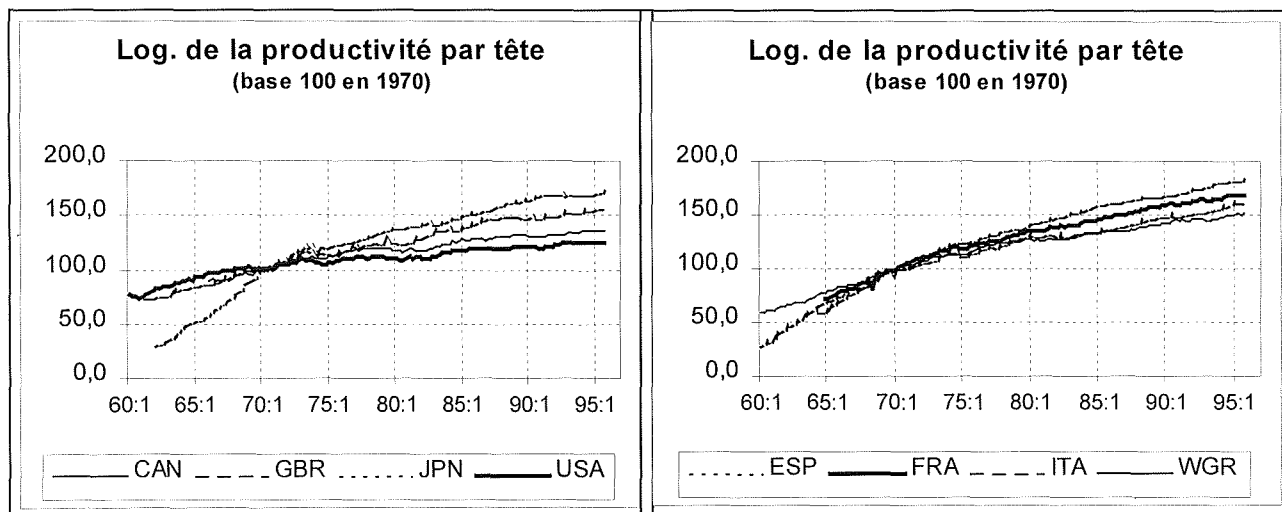 Log. de la productivité par tête
(base 100 en 1970)
200,0
150,0
100,0
50,0
0,0
60:1 65:1 70:1 75:1 80:1 85:1 90:1 95:1
CAN GBR JPN USA
Log. de la productivité par tête
(base 100 en 1970)
200,0
150,0
100,0
50,0
0,0
60:1 65:1 70:1 75:1 80:1 85:1 90:1 95:1
ESP FRA ITA WGR